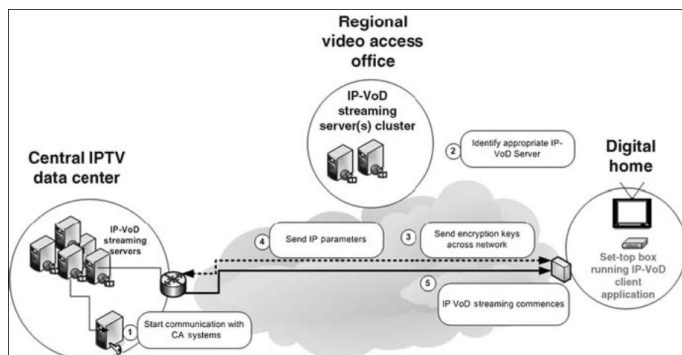 Regional
video access
office
IP-VoD
streaming
server(s) cluster
Central IPTV
data center
IP-VoD
streaming
servers
2
Identify appropriate IP-
VoD Server
Digital
home
4
Send IP parameters
3
Send encryption keys
across network
Set-top box
running IP-VoD
client
application
1
Start communication with
CA systems
5
IP VoD streaming commences